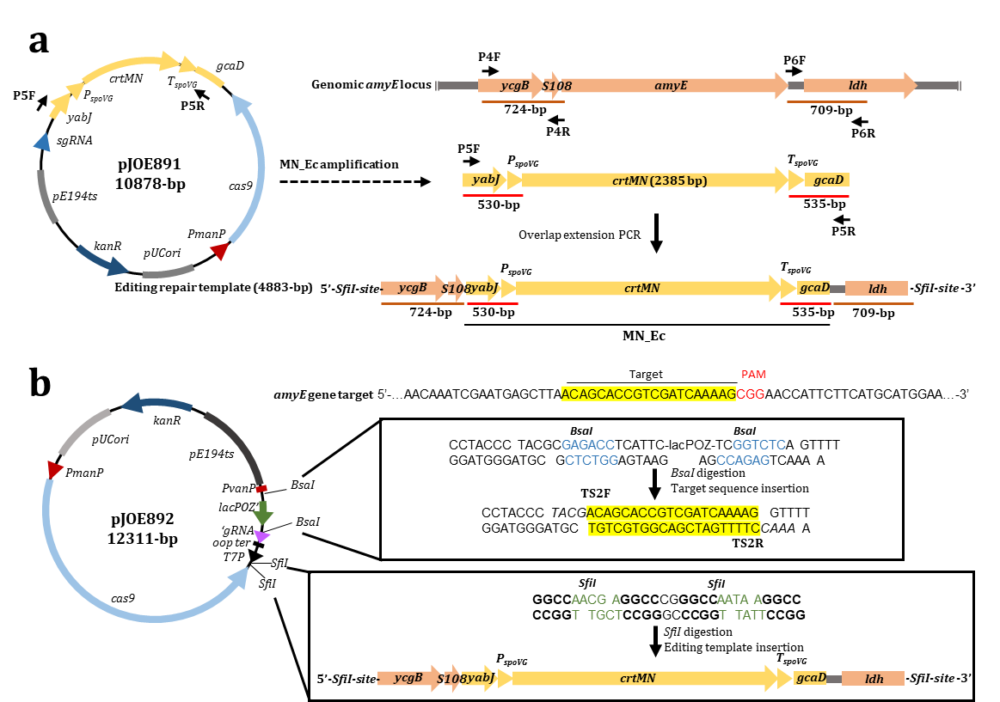 a
crtMN
gcaD
PspoVG
TspoVG
P5F
P5R
yabJ
sgRNA
pJOE891
10878-bp
cas9
pE194ts
PmanP
kanR
pUCori
P4F
P6F
Genomic amyE locus
ycgB
S108
amyE
ldh
724-bp
709-bp
P4R
P6R
MN_Ec amplification
P5F
PspoVG
TspoVG
yabJ
crtMN (2385 bp)
gcaD
530-bp
535-bp
P5R
Overlap extension PCR
PspoVG
TspoVG
Editing repair template (4883-bp)
5’-SfiI-site-
ycgB
S108
yabJ
crtMN
gcaD
ldh
-SfiI-site-3’
724-bp
530-bp
535-bp
709-bp
MN_Ec
b
Target
PAM
amyE gene target 5’-...AACAAATCGAATGAGCTTAACAGCACCGTCGATCAAAAGCGGAACCATTCTTCATGCATGGAA...-3’
kanR
pUCori
pE194ts
PmanP
PvanP
BsaI
lacPOZ’
BsaI
pJOE892
12311-bp
‘gRNA
oop ter
T7P
SfiI
SfiI
cas9
BsaI
BsaI
CCTACCC TACGCGAGACCTCATTC-lacPOZ-TCGGTCTCA GTTTT
GGATGGGATGC GCTCTGGAGTAAG AGCCAGAGTCAAA A
BsaI digestion
Target sequence insertion
TS2F
CCTACCC TACGACAGCACCGTCGATCAAAAG GTTTT
GGATGGGATGC TGTCGTGGCAGCTAGTTTTCCAAA A
TS2R
SfiI
SfiI
GGCCAACG AGGCCCGGGCCAATA AGGCC
CCGGT TGCTCCGGGCCCGGT TATTCCGG
SfiI digestion
Editing template insertion
PspoVG
TspoVG
5’-SfiI-site-
ycgB
S108
yabJ
crtMN
gcaD
ldh
-SfiI-site-3’